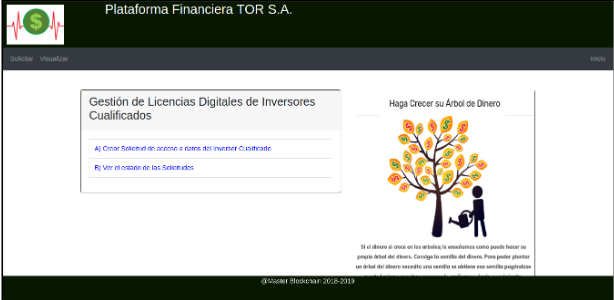 Plataforma Financiera TOR S.A.
Solicitar Visualizar Inicio
Gestión de Licencias Digitales de Inversores
Cualificados
A) Crear Solicitud de acceso a datos del Inversor Cualificado
B) Ver el estado de las Solicitudes
Haga Crecer su Árbol de Dinero
Si el dinero si crece en los arboles; le enseñamos como puede hacer su
propio árbol del dinero. Consiga la semilla del dinero. Para poder plantar
un árbol del dinero necesita una semilla se obtiene esa semilla pegándose
@Master Blockchain 2018-2019